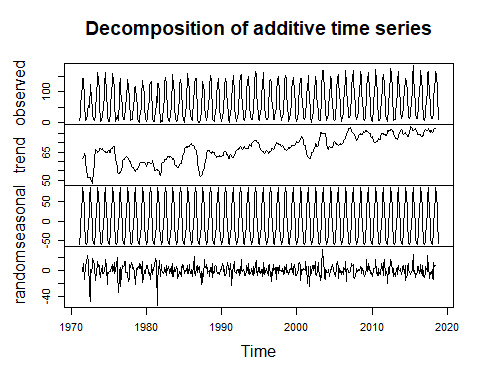 Decomposition of additive time series
observed
0 100
trend
50 65
seasonal
-50 0 50
random
-40 0
1970 1980 1990 2000 2010 2020
Time